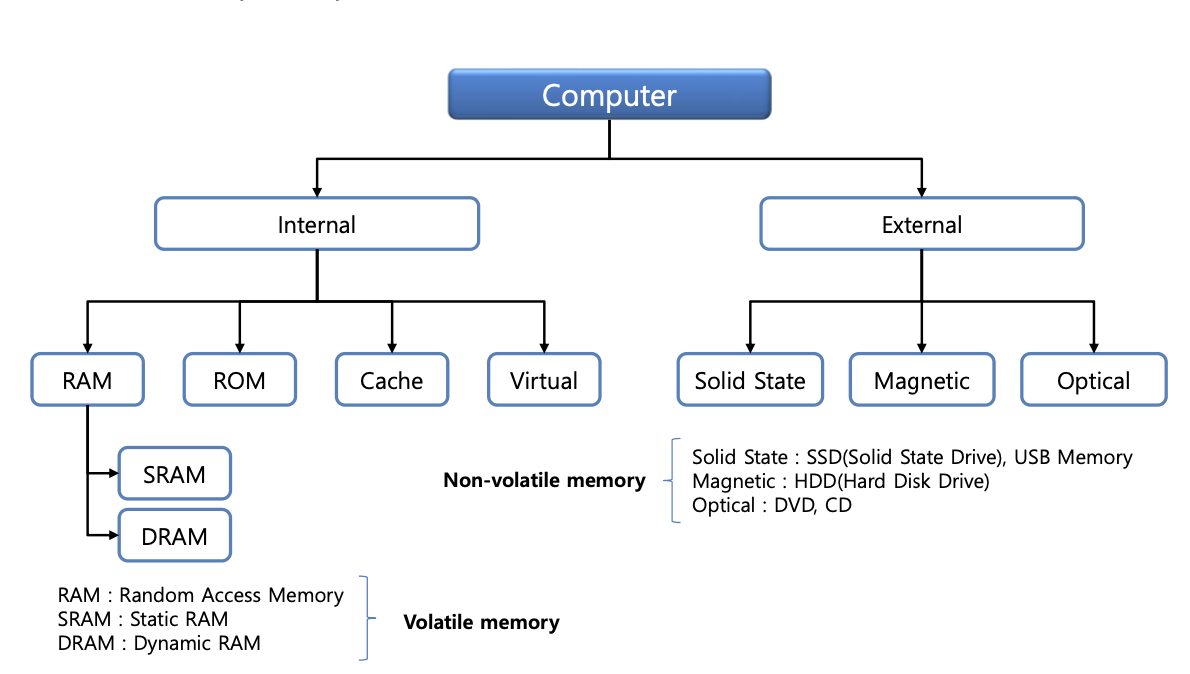 Computer
Internal
External
RAM
ROM
Cache
Virtual
Solid State
Magnetic
Optical
SRAM
DRAM
Non-volatile memory
Solid State : SSD(Solid State Drive), USB Memory
Magnetic : HDD(Hard Disk Drive)
Optical : DVD, CD
RAM : Random Access Memory
SRAM : Static RAM
DRAM : Dynamic RAM
Volatile memory